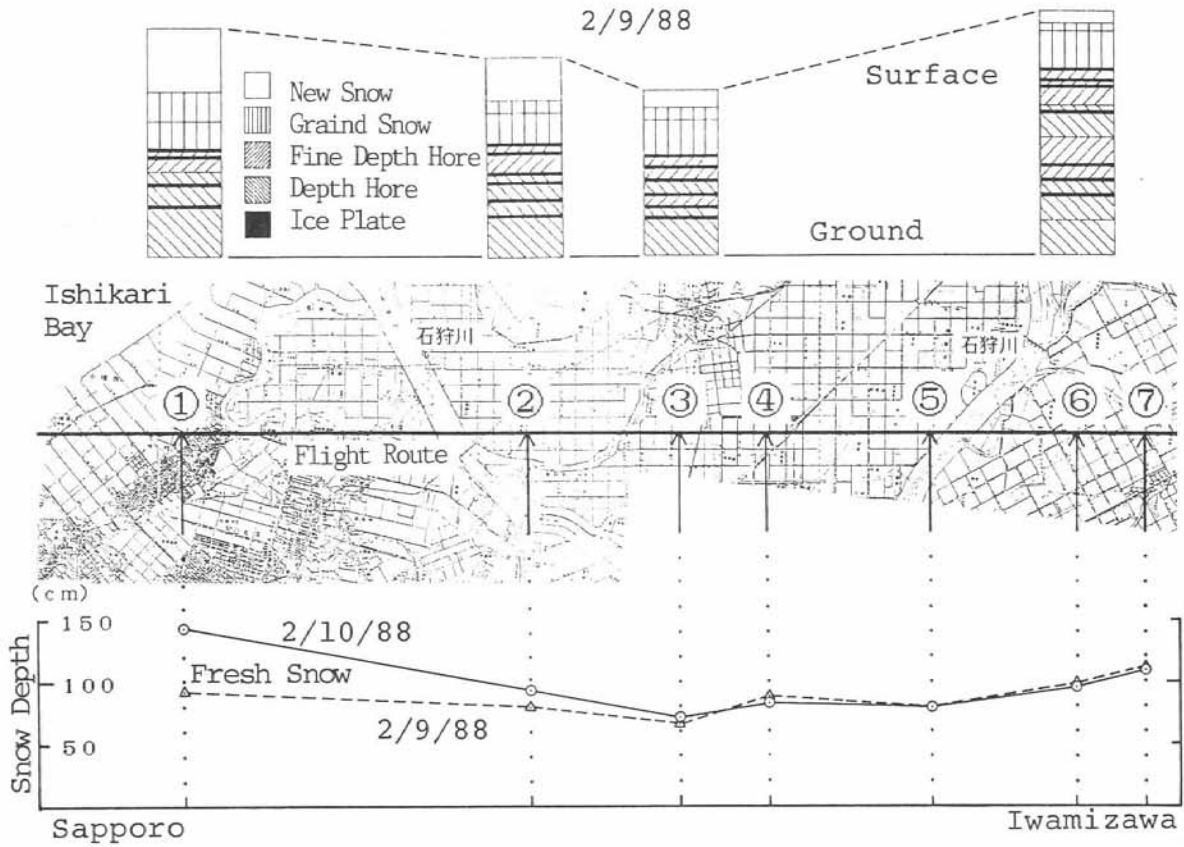 2/9/88
New Snow
Graind Snow
Fine Depth Hore
Depth Hore
Ice Plate
Surface
Ground
Ishikari
Bay
石狩川
石狩川
① ② ③ ④ ⑤ ⑥ ⑦
Flight Route
(cm)
150
100
50
Snow Depth
2/10/88
Fresh Snow
2/9/88
Sapporo
Iwamizawa